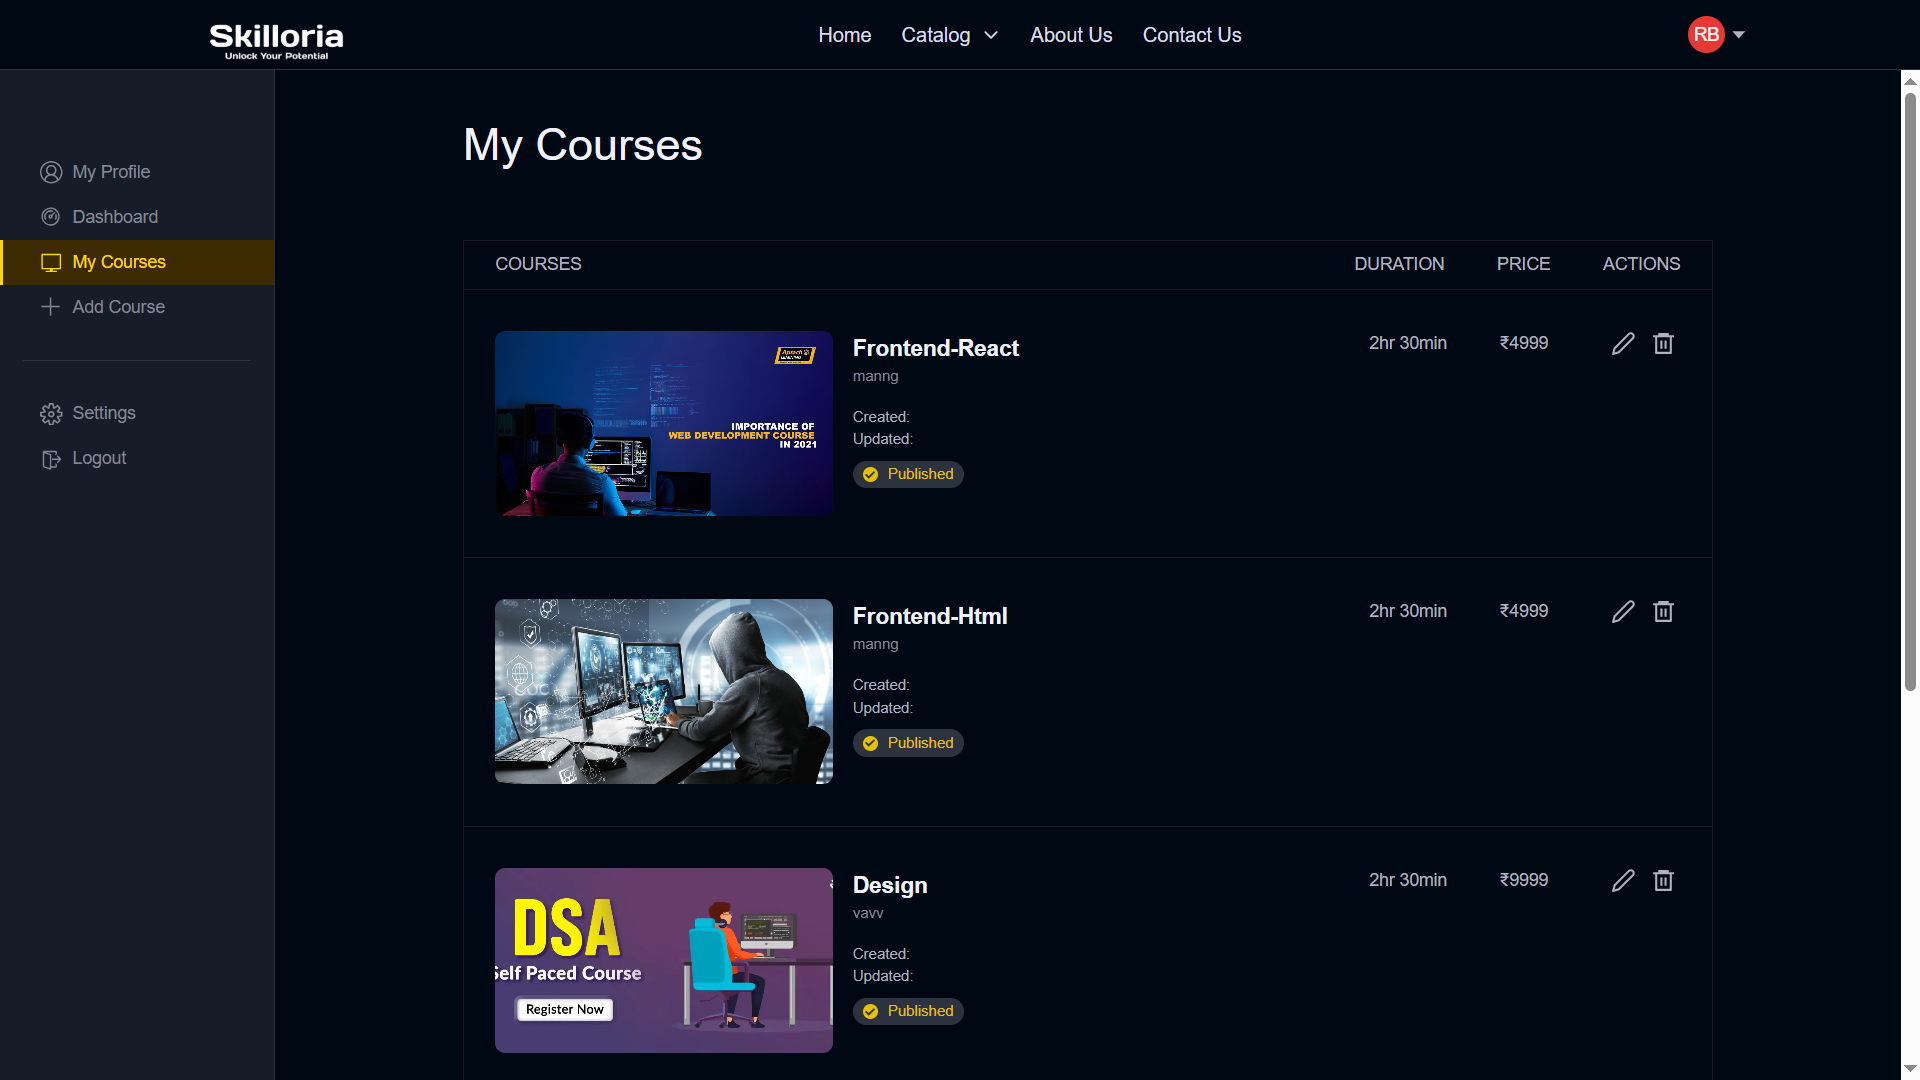 Skilloria
Unlock Your Potential
Home
Catalog
About Us
Contact Us
RB
My Profile
Dashboard
My Courses
Add Course
Settings
Logout
My Courses
COURSES
DURATION
PRICE
ACTIONS
Aptech
LEARNING
IMPORTANCE OF
WEB DEVELOPMENT COURSE
IN 2021
Frontend-React
manng
Created:
Updated:
Published
2hr 30min
₹4999
Frontend-Html
manng
Created:
Updated:
Published
2hr 30min
₹4999
DSA
Self Paced Course
Register Now
Design
vavv
Created:
Updated:
Published
2hr 30min
₹9999